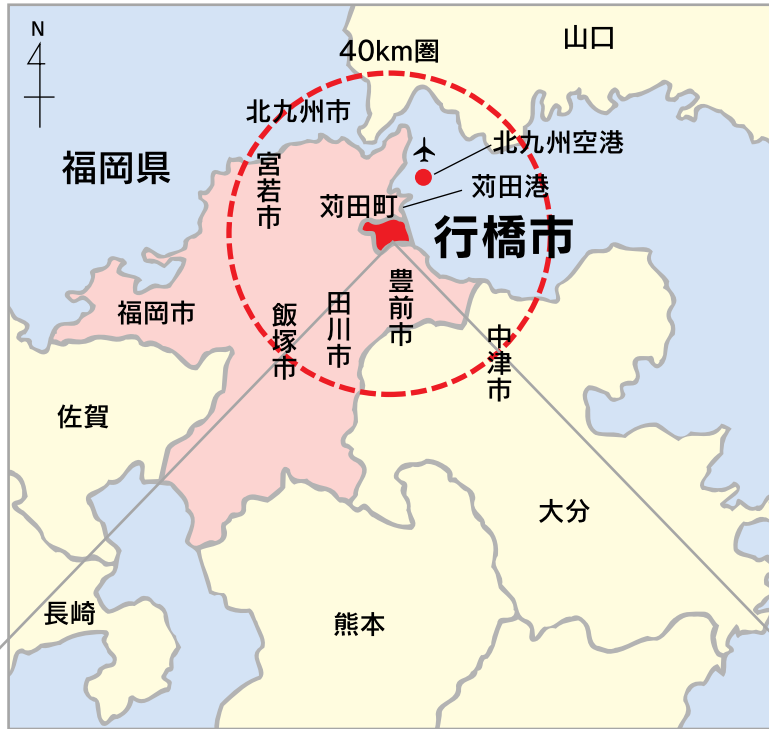 N
40km圏
山口
北九州市
北九州空港
宮若市
福岡県
苅田港
苅田町
行橋市
豊前市
田川市
飯塚市
福岡市
中津市
佐賀
大分
長崎
熊本